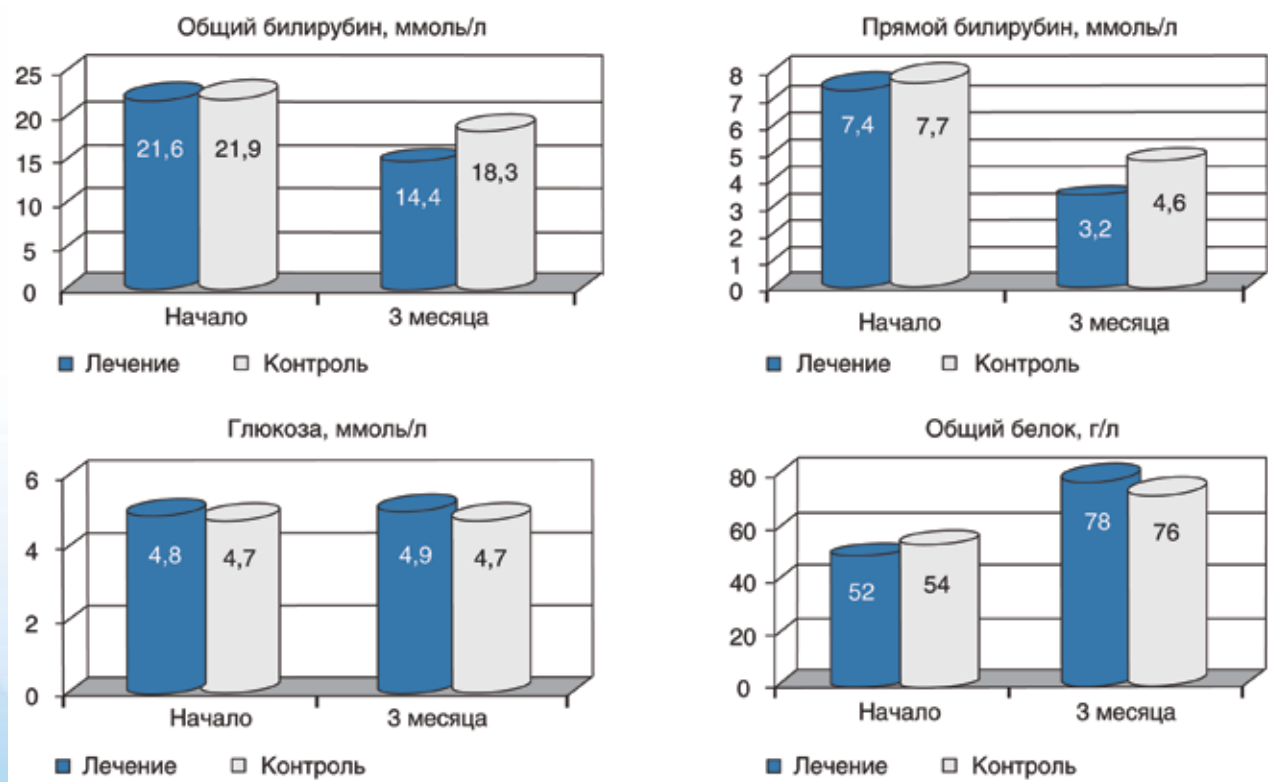 Общий билирубин, ммоль/л
25
20
15
10
5
0
21,6
21,9
14,4
18,3
Начало
3 месяца
Лечение
Контроль
Прямой билирубин, ммоль/л
8
7
6
5
4
3
2
1
0
7,4
7,7
3,2
4,6
Начало
3 месяца
Лечение
Контроль
Глюкоза, ммоль/л
6
4
2
0
4,8
4,7
4,9
4,7
Начало
3 месяца
Лечение
Контроль
Общий белок, г/л
80
60
40
20
0
52
54
78
76
Начало
3 месяца
Лечение
Контроль